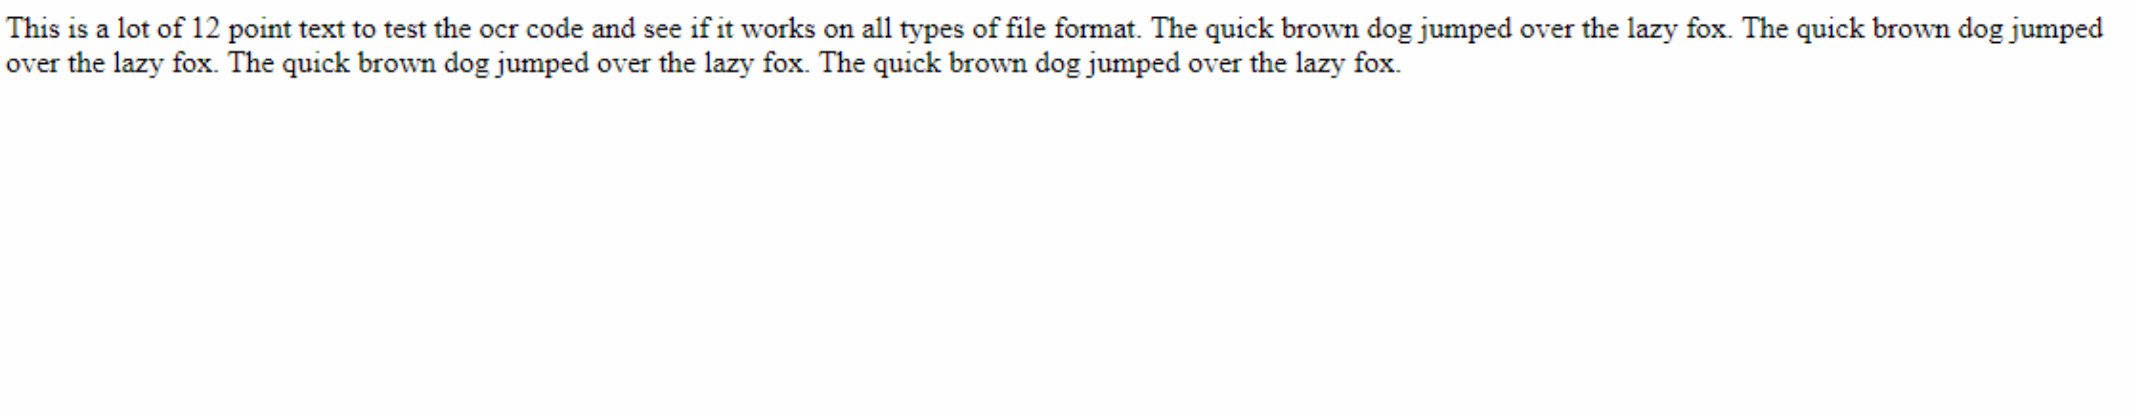 This is a lot of 12 point text to test the ocr code and see if it works on all types of file format. The quick brown dog jumped over the lazy fox. The quick brown dog jumped
over the lazy fox. The quick brown dog jumped over the lazy fox. The quick brown dog jumped over the lazy fox.